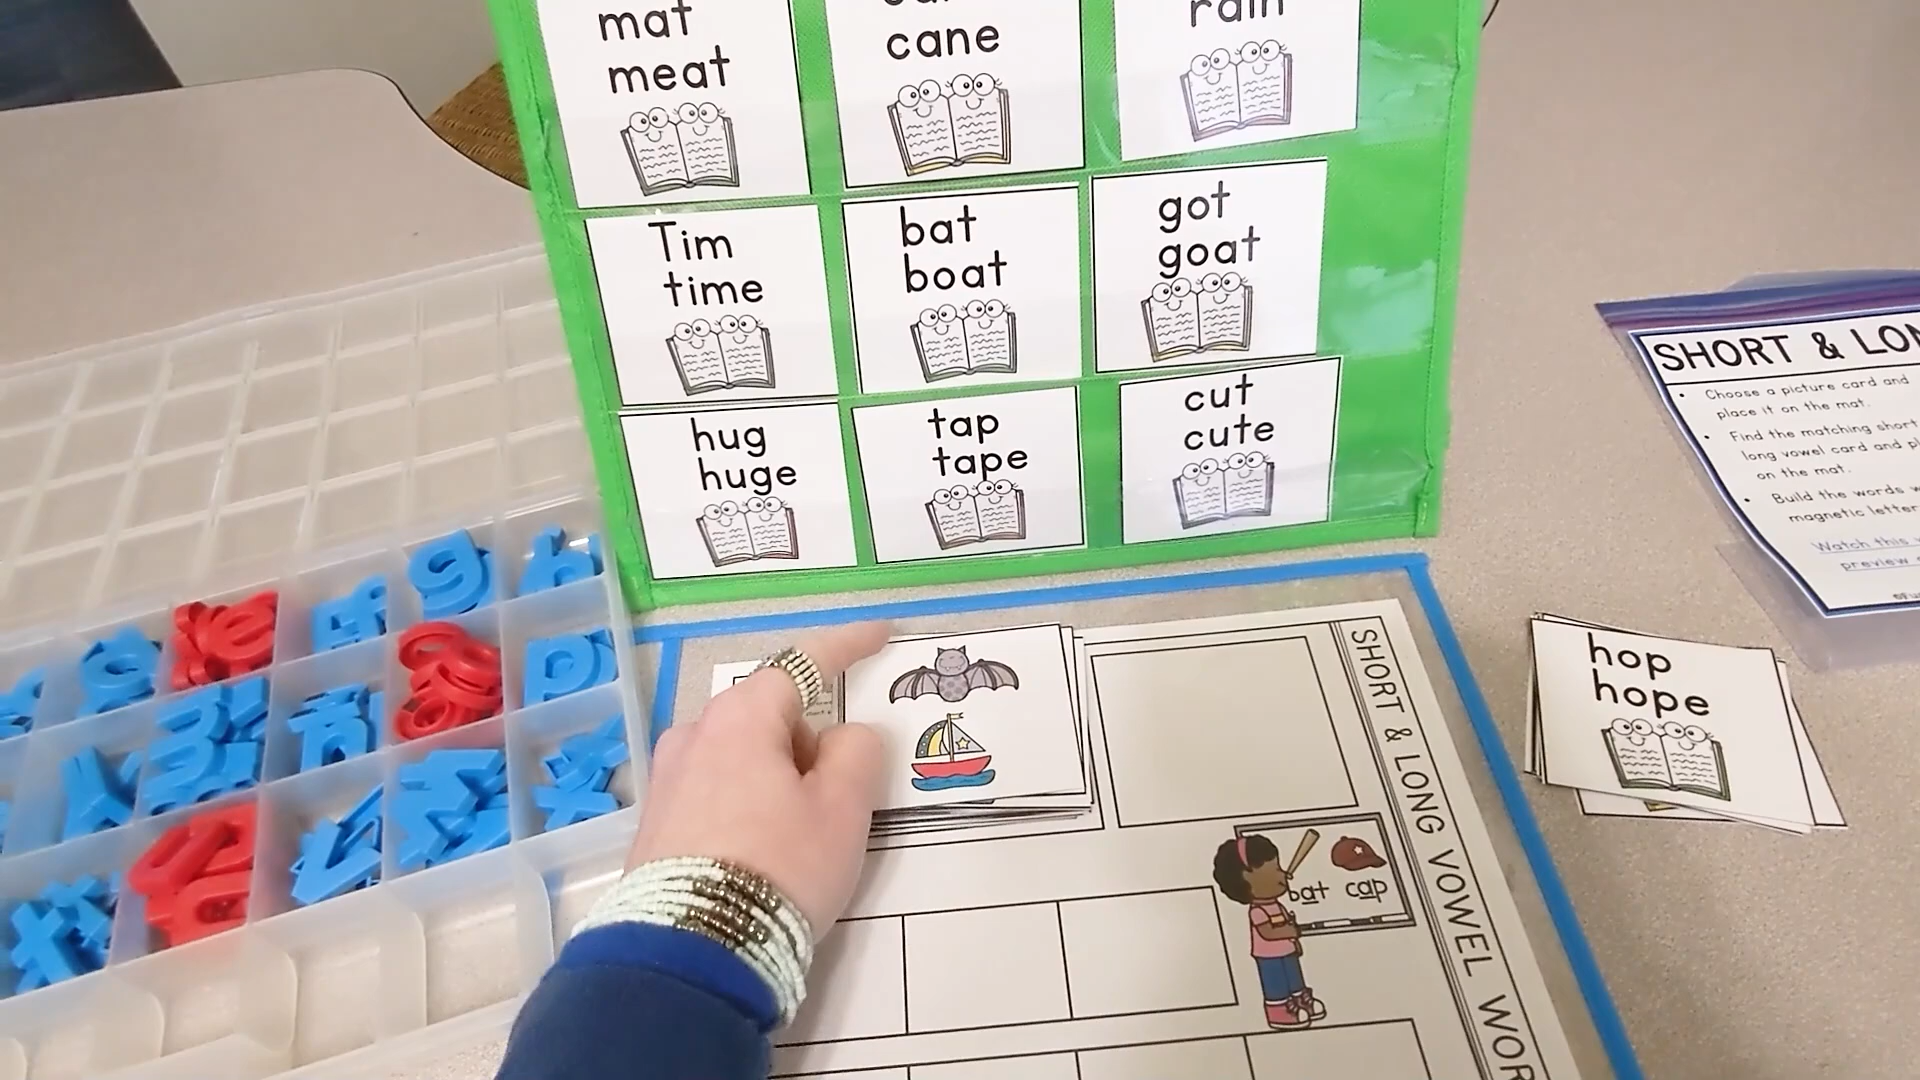 mat
meat
cane
rain
Tim
time
bat
boat
got
goat
hug
huge
tap
tape
cut
cute
SHORT & LON
• Choose a picture card and
place it on the mat.
• Find the matching short
long vowel card and pl
on the mat.
• Build the words w
magnetic letter
Watch this
preview
hop
hope
SHORT & LONG VOWEL WOR
bat cap